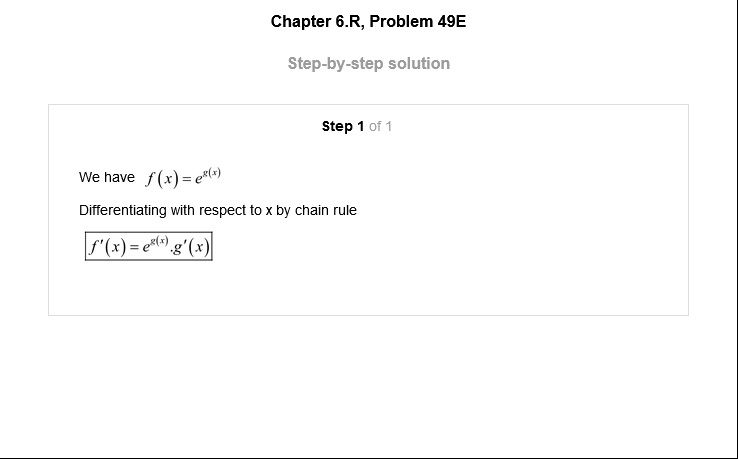 Chapter 6.R, Problem 49E
Step-by-step solution
Step 1 of 1
We have f(x) = e^{g(x)}
Differentiating with respect to x by chain rule
f'(x) = e^{g(x)}.g'(x)